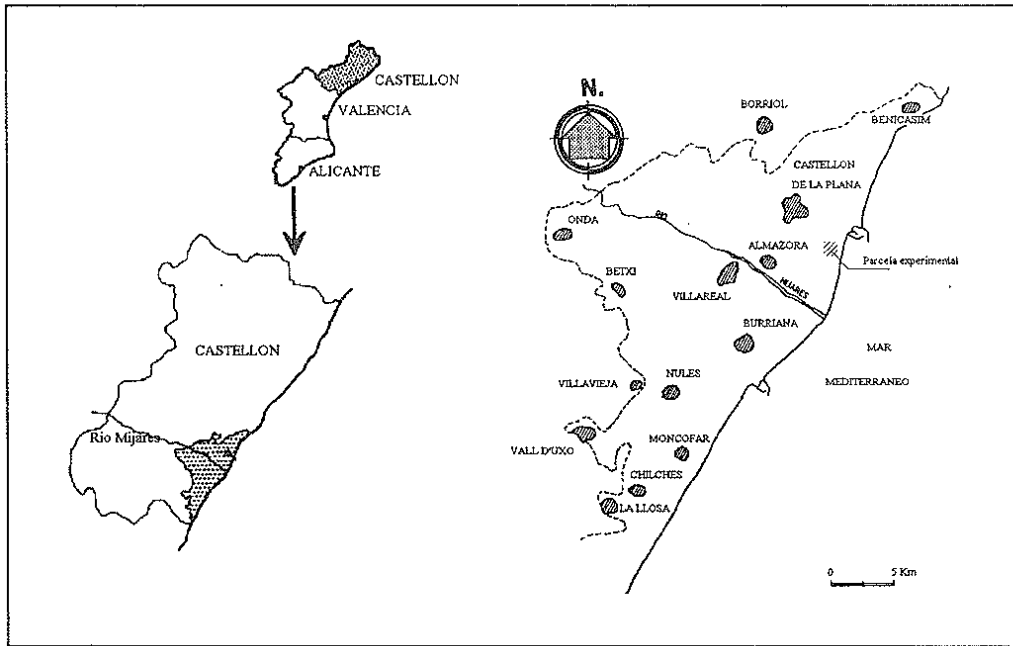 CASTELLON
VALENCIA
ALICANTE
CASTELLON
Rio Mijares
N.
BORRIOL
BENICASIM
CASTELLON
DE LA PLANA
ONDA
RIO
ALMAZORA
Parcela experimental
BETXI
VILLAREAL
MIJARES
BURRIANA
MAR
MEDITERRANEO
VILLAVIEJA
NULES
VALL D'UXO
MONCOFAR
CHILCHES
LA LLOSA
0 5 Km